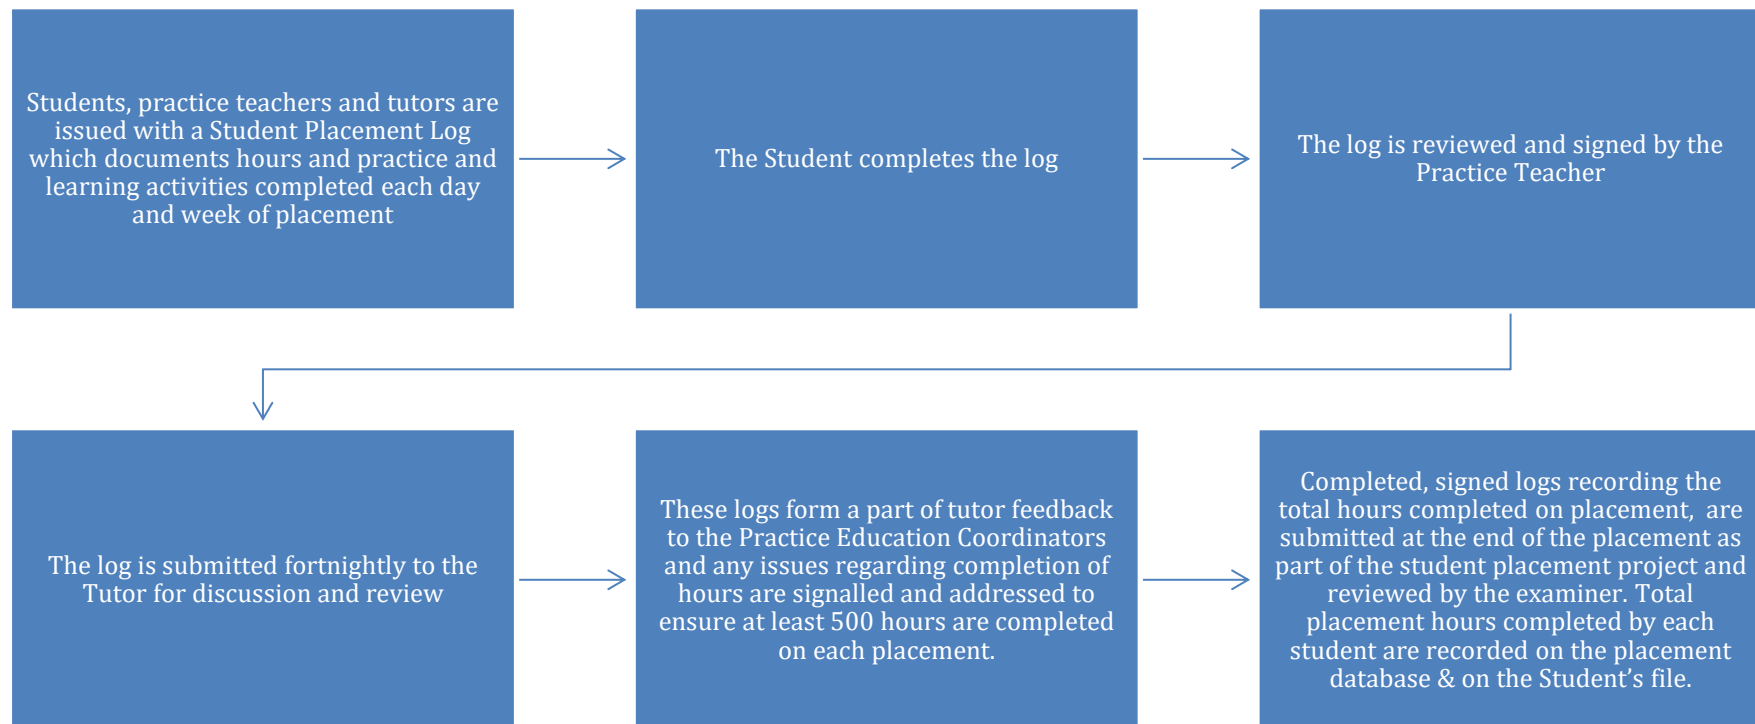 Students, practice teachers and tutors are
issued with a Student Placement Log
which documents hours and practice and
learning activities completed each day
and week of placement
The Student completes the log
The log is reviewed and signed by the
Practice Teacher
The log is submitted fortnightly to the
Tutor for discussion and review
These logs form a part of tutor feedback
to the Practice Education Coordinators
and any issues regarding completion of
hours are signalled and addressed to
ensure at least 500 hours are completed
on each placement.
Completed, signed logs recording the
total hours completed on placement, are
submitted at the end of the placement as
part of the student placement project and
reviewed by the examiner. Total
placement hours completed by each
student are recorded on the placement
database & on the Student’s file.